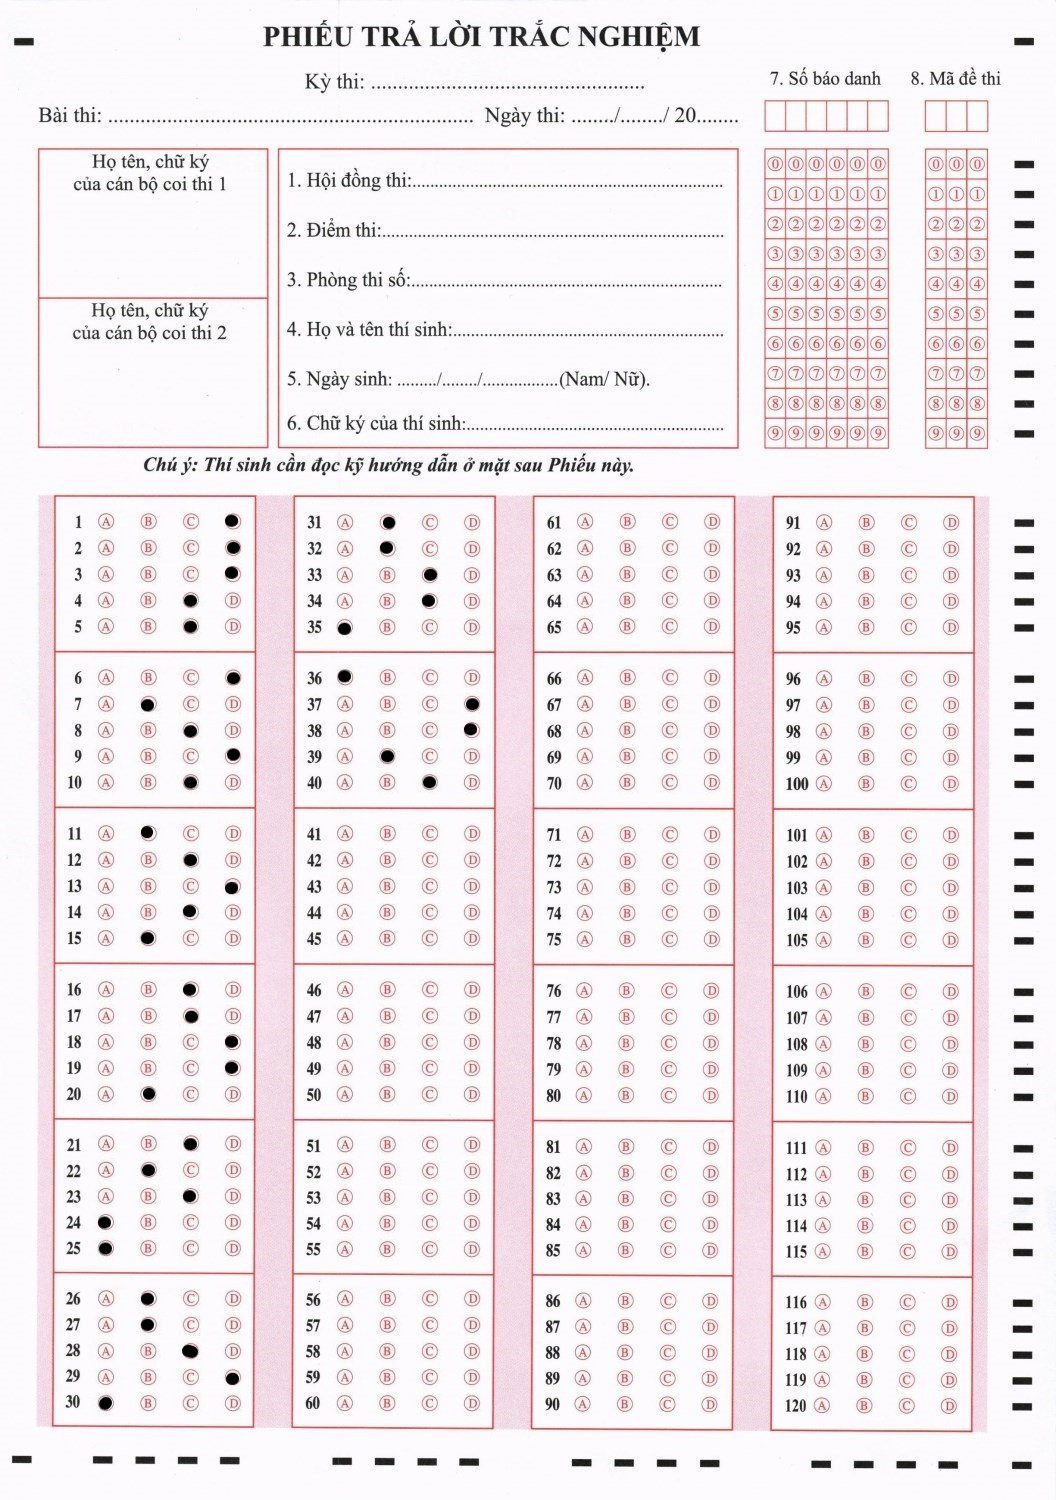 PHIẾU TRẢ LỜI TRẮC NGHIỆM
Kỳ thi: ...................................................
Bài thi: .................................................................... Ngày thi: ......../......../ 20........
7. Số báo danh
8. Mã đề thi
Họ tên, chữ ký
của cán bộ coi thi 1
Họ tên, chữ ký
của cán bộ coi thi 2
1. Hội đồng thi:...............................................................
2. Điểm thi:.....................................................................
3. Phòng thi số:...............................................................
4. Họ và tên thí sinh:.......................................................
5. Ngày sinh: ......../......../................(Nam/ Nữ).
6. Chữ ký của thí sinh:....................................................
0 0 0 0 0 0 0 0 0
1 1 1 1 1 1 1 1 1
2 2 2 2 2 2 2 2 2
3 3 3 3 3 3 3 3 3
4 4 4 4 4 4 4 4 4
5 5 5 5 5 5 5 5 5
6 6 6 6 6 6 6 6 6
7 7 7 7 7 7 7 7 7
8 8 8 8 8 8 8 8 8
9 9 9 9 9 9 9 9 9
Chú ý: Thí sinh cần đọc kỹ hướng dẫn ở mặt sau Phiếu này.
1 A B C
2 A B C
3 A B C
4 A B D
5 A B D
6 A B C
7 A C D
8 A B D
9 A B C
10 A B D
11 A C D
12 A B D
13 A B C
14 A B D
15 A C D
16 A B D
17 A B D
18 A B C
19 A B C
20 A C D
21 A B D
22 A C D
23 A B D
24 B C D
25 B C D
26 A C D
27 A C D
28 A B D
29 A B C
30 B C D
31 A C D
32 A C D
33 A B D
34 A B D
35 B C D
36 B C D
37 A B C
38 A B C
39 A C D
40 A B D
41 A B C D
42 A B C D
43 A B C D
44 A B C D
45 A B C D
46 A B C D
47 A B C D
48 A B C D
49 A B C D
50 A B C D
51 A B C D
52 A B C D
53 A B C D
54 A B C D
55 A B C D
56 A B C D
57 A B C D
58 A B C D
59 A B C D
60 A B C D
61 A B C D
62 A B C D
63 A B C D
64 A B C D
65 A B C D
66 A B C D
67 A B C D
68 A B C D
69 A B C D
70 A B C D
71 A B C D
72 A B C D
73 A B C D
74 A B C D
75 A B C D
76 A B C D
77 A B C D
78 A B C D
79 A B C D
80 A B C D
81 A B C D
82 A B C D
83 A B C D
84 A B C D
85 A B C D
86 A B C D
87 A B C D
88 A B C D
89 A B C D
90 A B C D
91 A B C D
92 A B C D
93 A B C D
94 A B C D
95 A B C D
96 A B C D
97 A B C D
98 A B C D
99 A B C D
100 A B C D
101 A B C D
102 A B C D
103 A B C D
104 A B C D
105 A B C D
106 A B C D
107 A B C D
108 A B C D
109 A B C D
110 A B C D
111 A B C D
112 A B C D
113 A B C D
114 A B C D
115 A B C D
116 A B C D
117 A B C D
118 A B C D
119 A B C D
120 A B C D